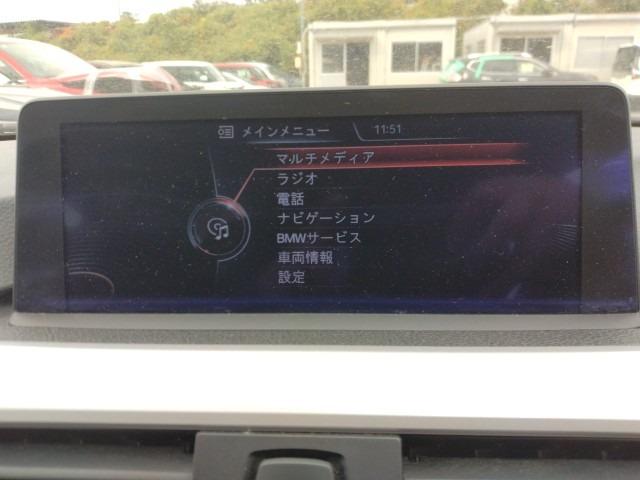 メインメニュー 11:51
マルチメディア
ラジオ
電話
ナビゲーション
BMWサービス
車両情報
設定